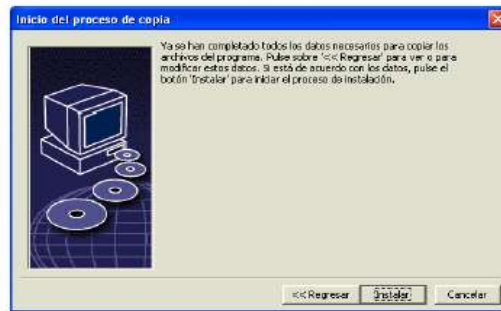 Inicio del proceso de copia
Ya se han completado todos los datos necesarios para copiar los
archivos del programa. Pulse sobre '<< Regresar' para ver o para
modificar estos datos. Si está de acuerdo con los datos, pulse el
botón 'Instalar' para iniciar el proceso de instalación.
<< Regresar
Instalar
Cancelar